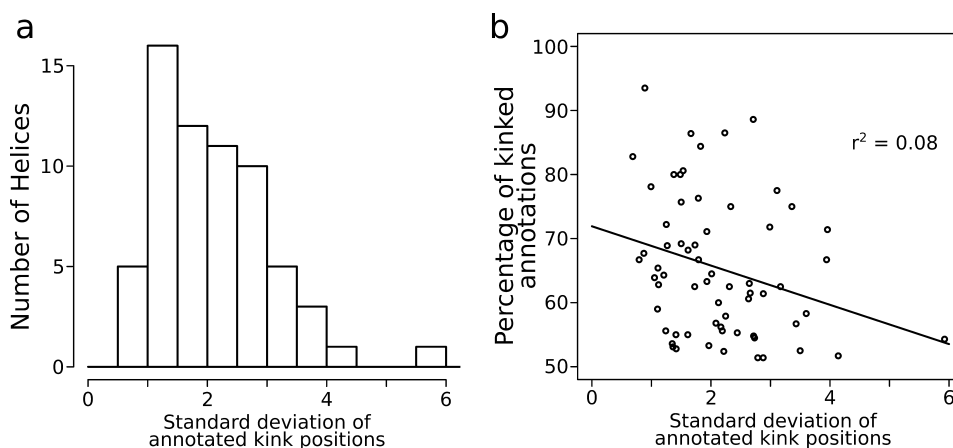 a
Number of Helices
15
10
5
0
0
2
4
6
Standard deviation of
annotated kink positions
b
Percentage of kinked
annotations
100
90
80
70
60
50
r² = 0.08
0
2
4
6
Standard deviation of
annotated kink positions